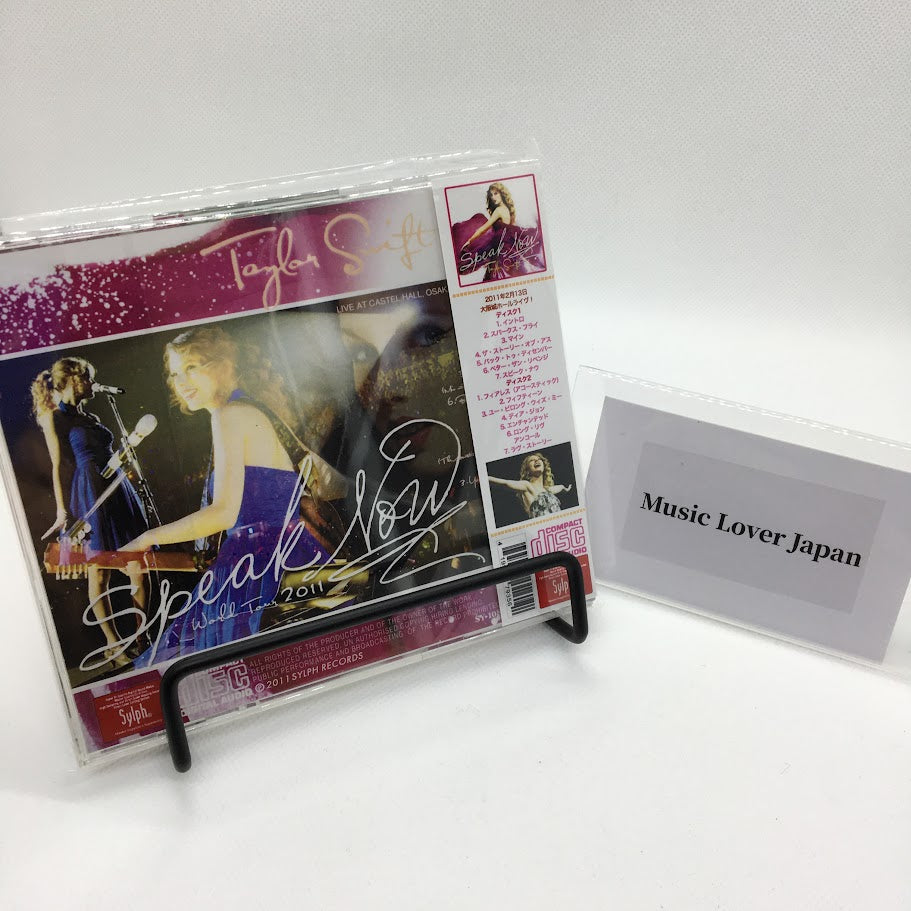 Taylor Swift
LIVE AT CASTEL HALL, OSAK
Speak Now
World Tour 2011
COMPACT
disc
DIGITAL AUDIO
ALL RIGHTS OF THE PRODUCER AND OF THE OWNER OF THE WORK
REPRODUCED RESERVED UNAUTHORISED COPYING HIRING LENDING
PUBLIC PERFORMANCE AND BROADCASTING OF THE RECORD PROHIBITE
©2011 SYLPH RECORDS
Sylph
Speak Now
Taylor Swift
2011年2月13日
大阪城ホールライヴ!
ディスク1
1. イントロ
2. スパークス・フライ
3. マイン
4. ザ・ストーリー・オブ・アス
5. バック・トゥ・ディセンバー
6. ベター・ザン・リベンジ
7. スピーク・ナウ
ディスク2
1. フィアレス (アコースティック)
2. フィフティーン
3. ユー・ビロング・ウィズ・ミー
4. ディア・ジョン
5. エンチャンテッド
6. ロング・リヴ
アンコール
7. ラヴ・ストーリー
COMPACT
disc
Sylph
Music Lover Japan